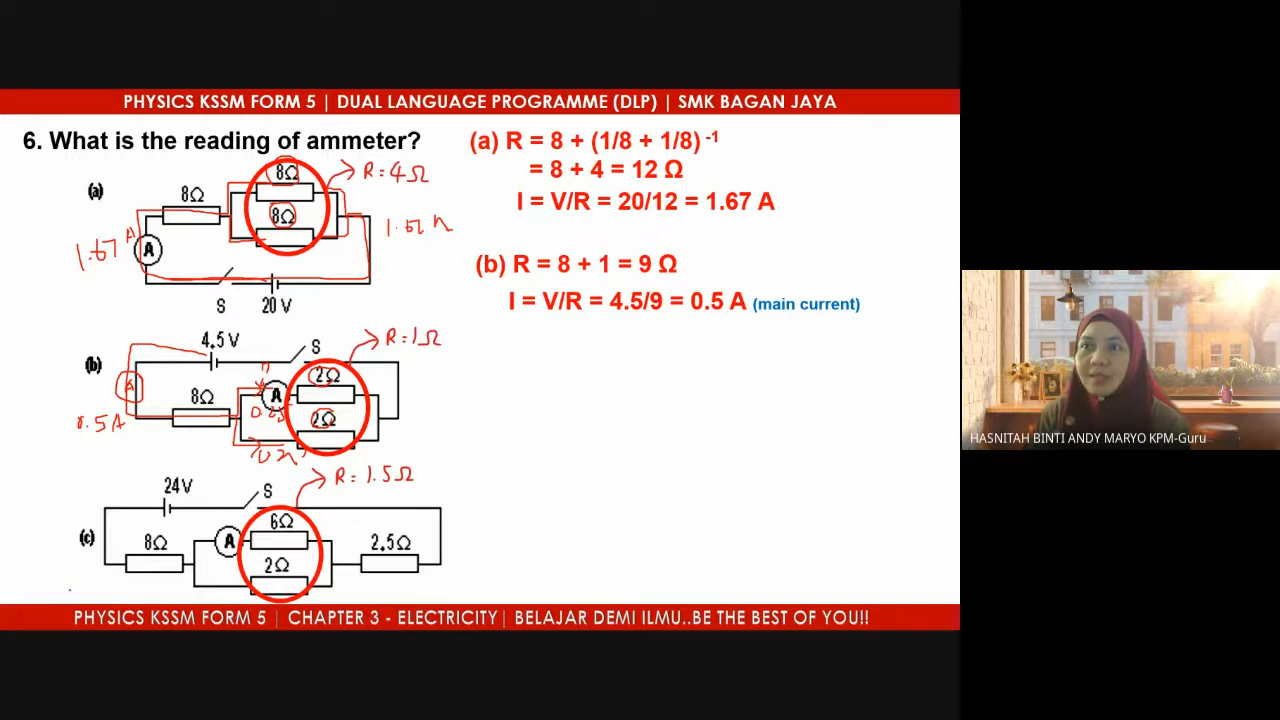 PHYSICS KSSM FORM 5 | DUAL LANGUAGE PROGRAMME (DLP) | SMK BAGAN JAYA
6. What is the reading of ammeter?
(a)
8Ω
8Ω
8Ω
R = 4Ω
A
1.67 A
S
20 V
(a) R = 8 + (1/8 + 1/8) -1
= 8 + 4 = 12 Ω
I = V/R = 20/12 = 1.67 A
(b) R = 8 + 1 = 9 Ω
I = V/R = 4.5/9 = 0.5 A (main current)
(b)
4.5 V
S
R = 1Ω
A
8Ω
A
2Ω
2Ω
0.5A
(c)
24V
S
R = 1.5Ω
8Ω
A
6Ω
2Ω
2.5Ω
PHYSICS KSSM FORM 5 | CHAPTER 3 - ELECTRICITY| BELAJAR DEMI ILMU..BE THE BEST OF YOU!!
HASNITAH BINTI ANDY MARYO KPM-Guru